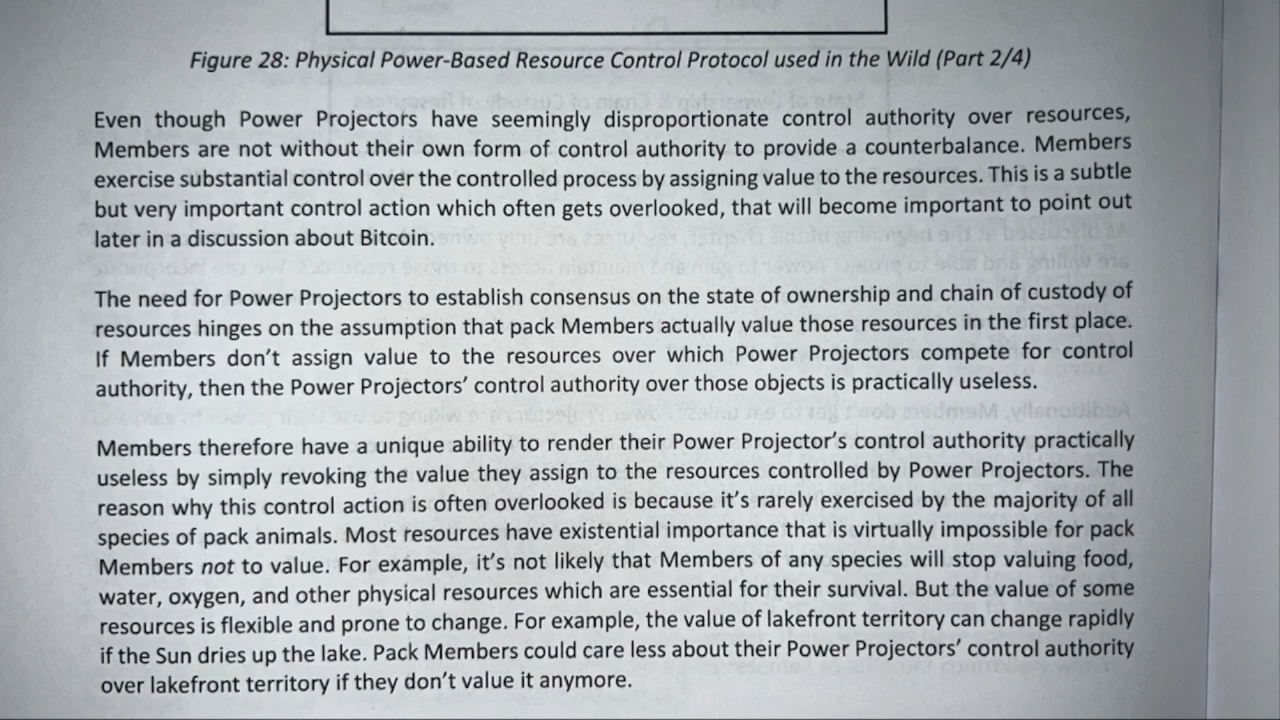 Figure 28: Physical Power-Based Resource Control Protocol used in the Wild (Part 2/4)
Even though Power Projectors have seemingly disproportionate control authority over resources,
Members are not without their own form of control authority to provide a counterbalance. Members
exercise substantial control over the controlled process by assigning value to the resources. This is a subtle
but very important control action which often gets overlooked, that will become important to point out
later in a discussion about Bitcoin.
The need for Power Projectors to establish consensus on the state of ownership and chain of custody of
resources hinges on the assumption that pack Members actually value those resources in the first place.
If Members don't assign value to the resources over which Power Projectors compete for control
authority, then the Power Projectors' control authority over those objects is practically useless.
Members therefore have a unique ability to render their Power Projector's control authority practically
useless by simply revoking the value they assign to the resources controlled by Power Projectors. The
reason why this control action is often overlooked is because it's rarely exercised by the majority of all
species of pack animals. Most resources have existential importance that is virtually impossible for pack
Members not to value. For example, it's not likely that Members of any species will stop valuing food,
water, oxygen, and other physical resources which are essential for their survival. But the value of some
resources is flexible and prone to change. For example, the value of lakefront territory can change rapidly
if the Sun dries up the lake. Pack Members could care less about their Power Projectors' control authority
over lakefront territory if they don't value it anymore.